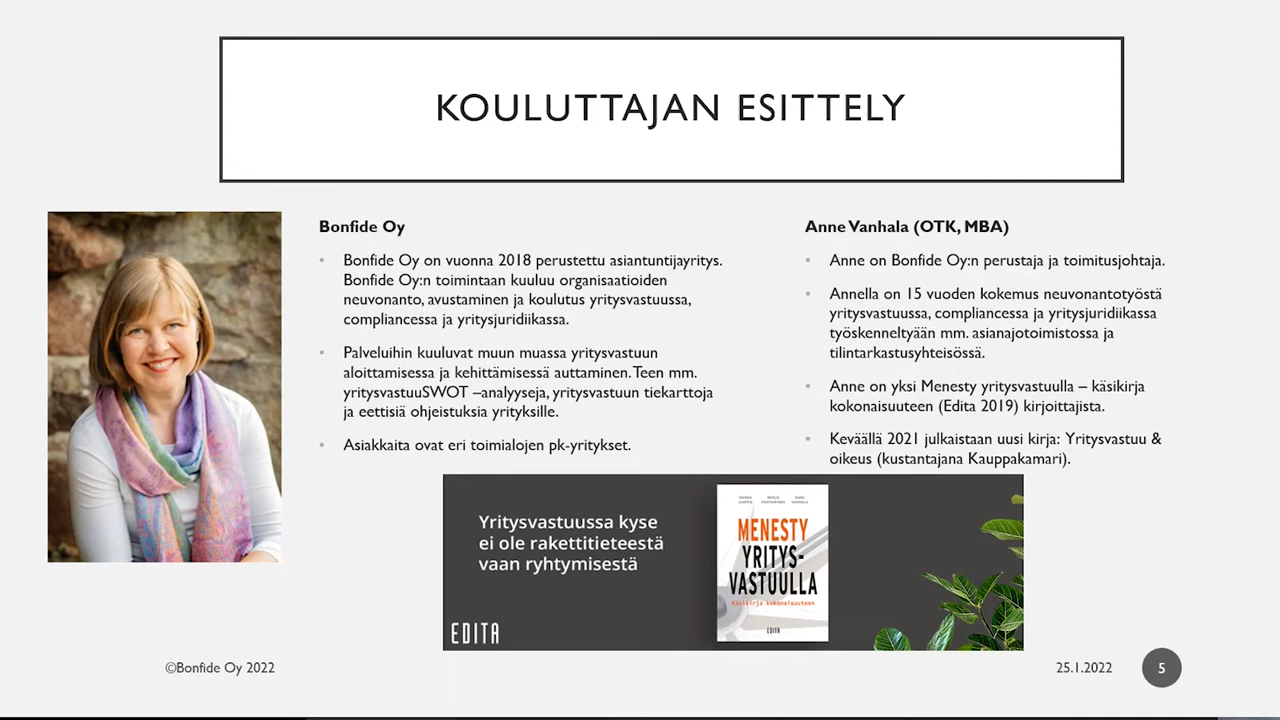 KOULUTTAJAN ESITTELY
Bonfide Oy
• Bonfide Oy on vuonna 2018 perustettu asiantuntijayritys.
Bonfide Oy:n toimintaan kuuluu organisaatioiden
neuvonanto, avustaminen ja koulutus yritysvastuussa,
compliancessa ja yritysjuridiikassa.
• Palveluihin kuuluvat muun muassa yritysvastuun
aloittamisessa ja kehittämisessä auttaminen. Teen mm.
yritysvastuuSWOT –analyyseja, yritysvastuun tiekarttoja
ja eettisiä ohjeistuksia yrityksille.
• Asiakkaita ovat eri toimialojen pk-yritykset.
Anne Vanhala (OTK, MBA)
• Anne on Bonfide Oy:n perustaja ja toimitusjohtaja.
• Annella on 15 vuoden kokemus neuvonantotyöstä
yritysvastuussa, compliancessa ja yritysjuridiikassa
työskenneltyään mm. asianajotoimistossa ja
tilintarkastusyhteisössä.
• Anne on yksi Menesty yritysvastuulla – käsikirja
kokonaisuuteen (Edita 2019) kirjoittajista.
• Keväällä 2021 julkaistaan uusi kirja: Yritysvastuu &
oikeus (kustantajana Kauppakamari).
Yritysvastuussa kyse
ei ole rakettitieteestä
vaan ryhtymisestä
EDITA
ANNE
VANHALA
MENESTY
YRITYS-
VASTUULLA
Käsikirja kokonaisuuteen
EDITA
©Bonfide Oy 2022
25.1.2022
5